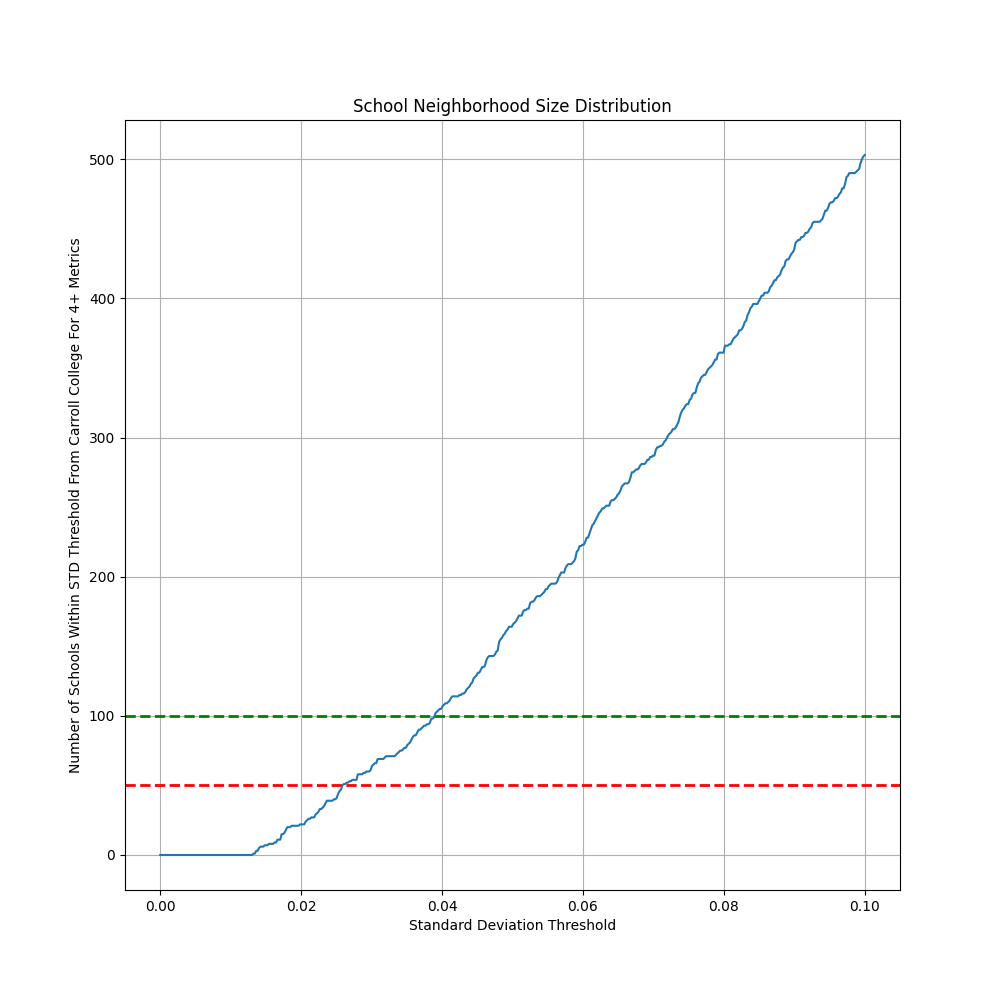 School Neighborhood Size Distribution
Number of Schools Within STD Threshold From Carroll College For 4+ Metrics
500
400
300
200
100
0
0.00 0.02 0.04 0.06 0.08 0.10
Standard Deviation Threshold